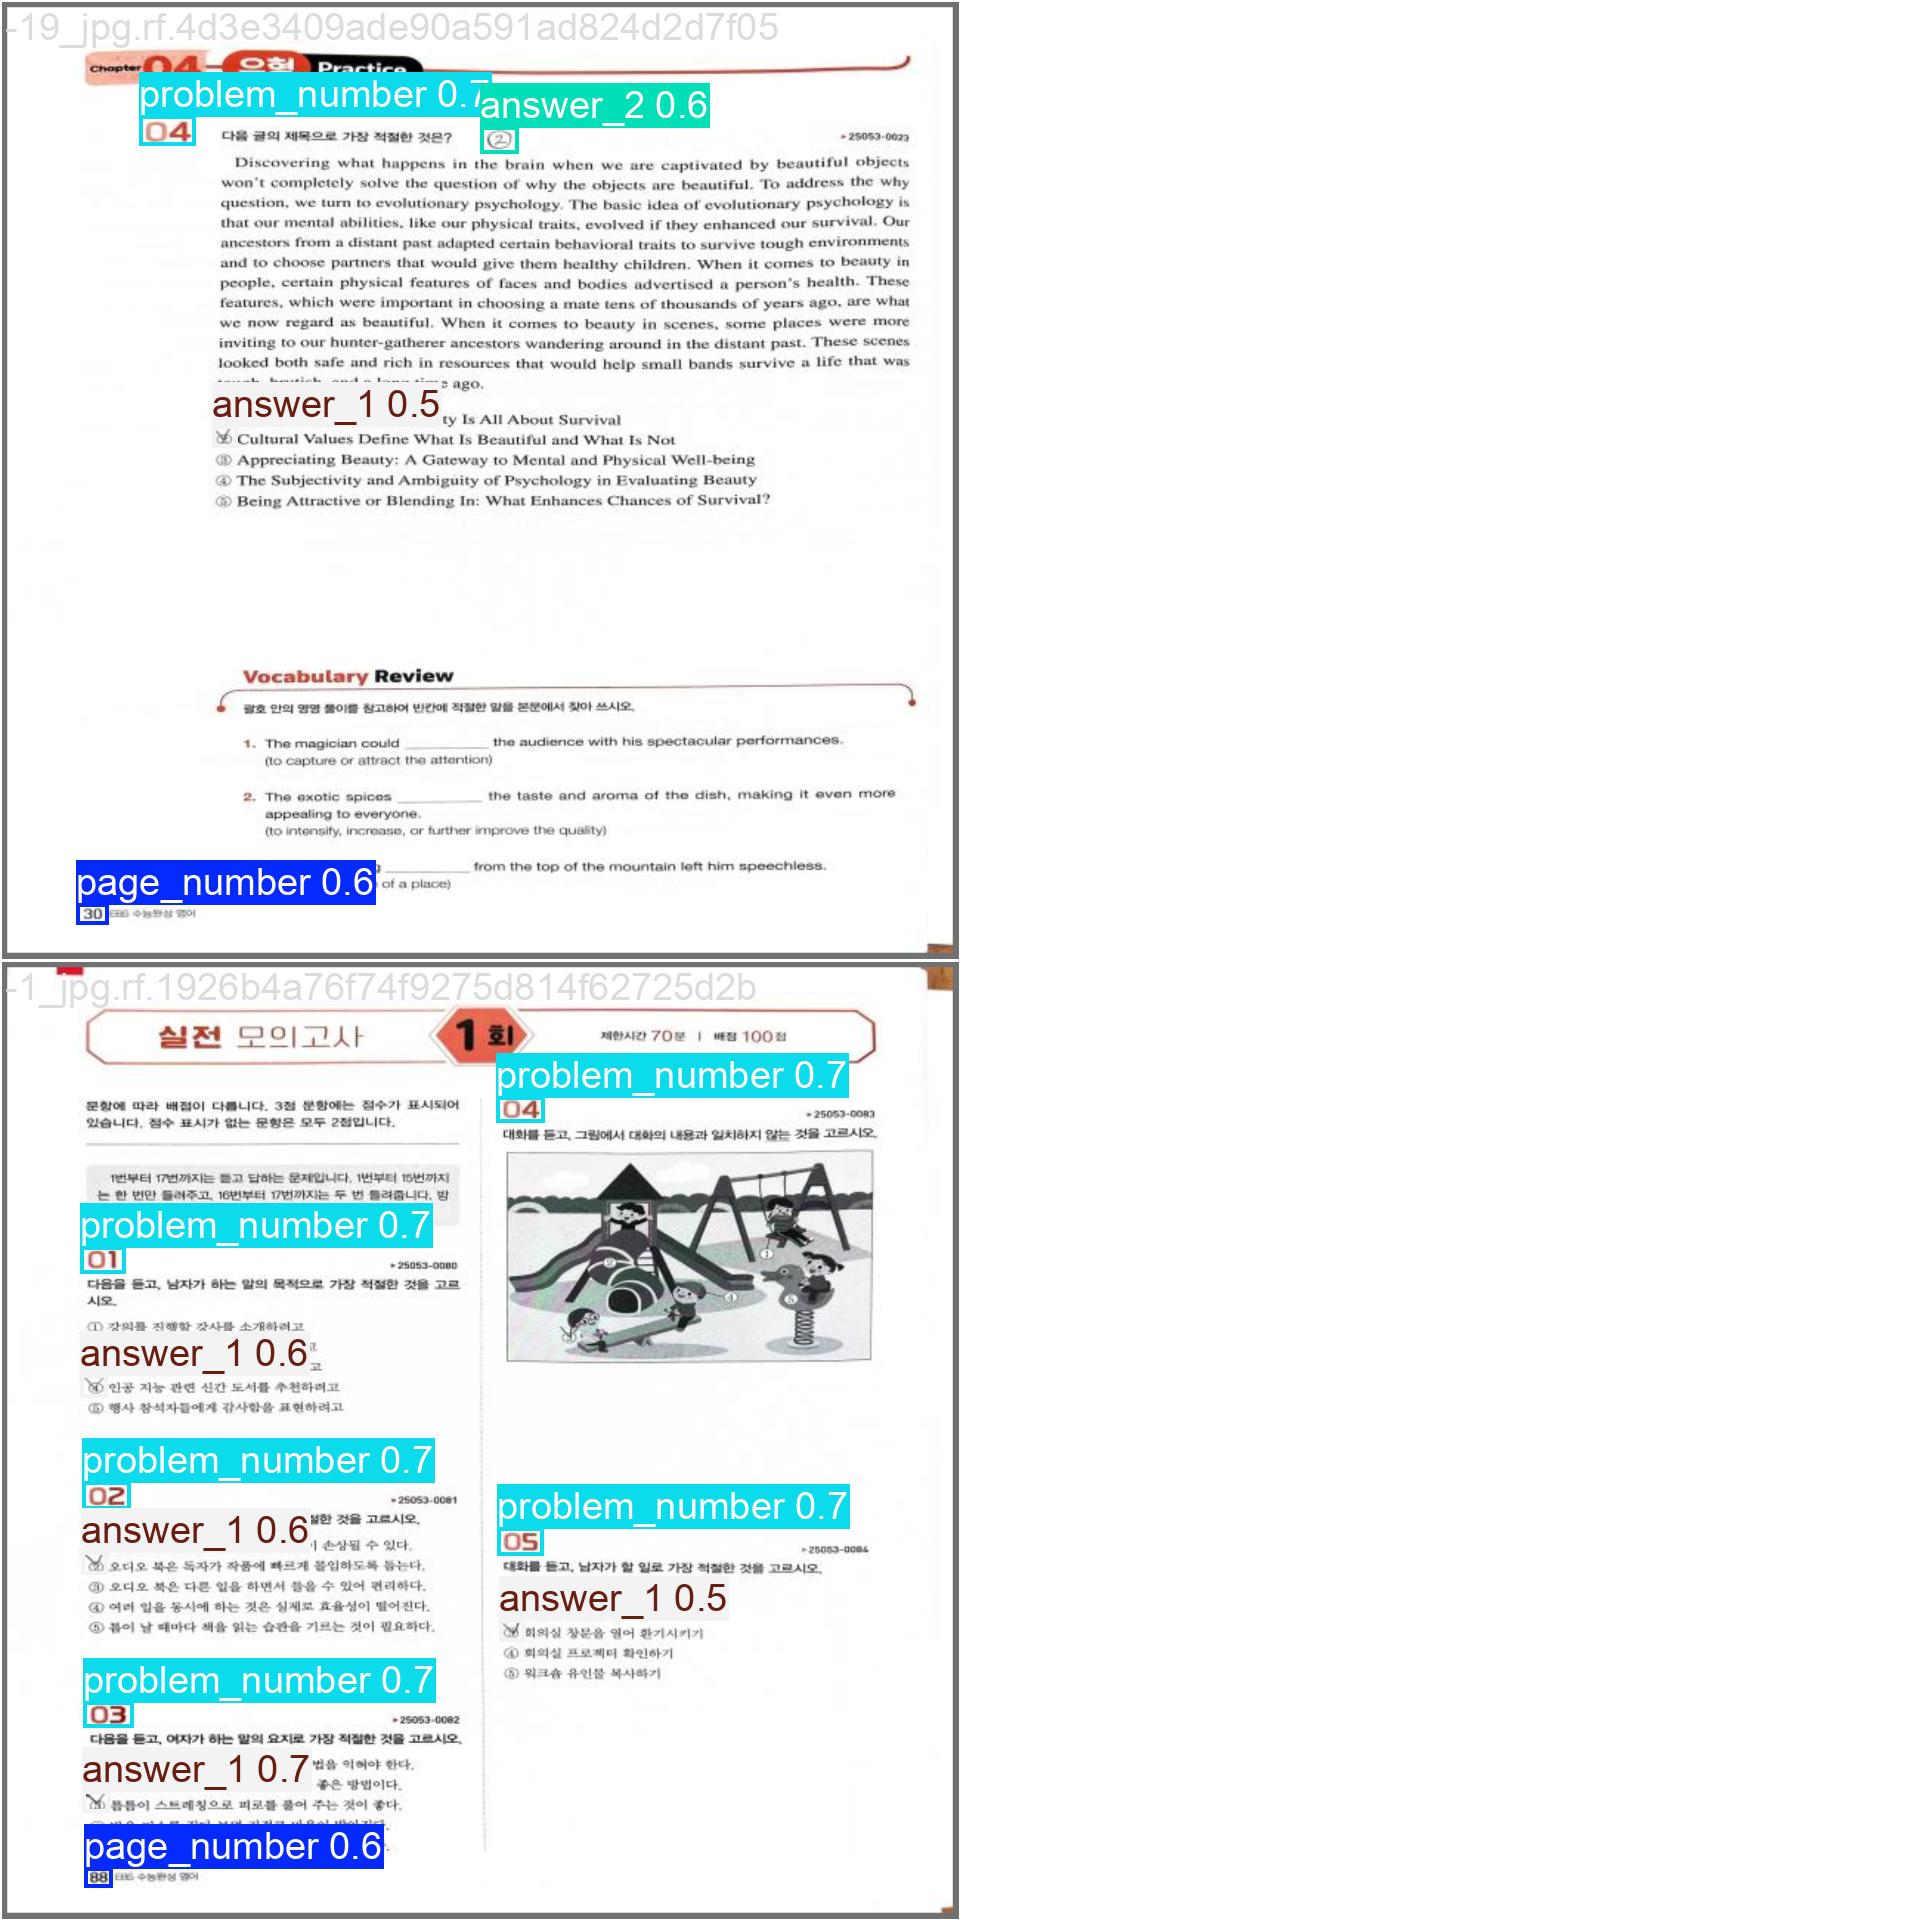 -19_jpg.rf.4d3e3409ade90a591ad824d2d7f05
Chapter 04 유형 Practice
problem_number 0.7
answer_2 0.6
04 다음 글의 제목으로 가장 적절한 것은? ② ▸25053-0023
Discovering what happens in the brain when we are captivated by beautiful objects
won't completely solve the question of why the objects are beautiful. To address the why
question, we turn to evolutionary psychology. The basic idea of evolutionary psychology is
that our mental abilities, like our physical traits, evolved if they enhanced our survival. Our
ancestors from a distant past adapted certain behavioral traits to survive tough environments
and to choose partners that would give them healthy children. When it comes to beauty in
people, certain physical features of faces and bodies advertised a person's health. These
features, which were important in choosing a mate tens of thousands of years ago, are what
we now regard as beautiful. When it comes to beauty in scenes, some places were more
inviting to our hunter-gatherer ancestors wandering around in the distant past. These scenes
looked both safe and rich in resources that would help small bands survive a life that was
ago.
answer_1 0.5
ty Is All About Survival
② Cultural Values Define What Is Beautiful and What Is Not
③ Appreciating Beauty: A Gateway to Mental and Physical Well-being
④ The Subjectivity and Ambiguity of Psychology in Evaluating Beauty
⑤ Being Attractive or Blending In: What Enhances Chances of Survival?
Vocabulary Review
괄호 안의 영영 풀이를 참고하여 빈칸에 적절한 말을 본문에서 찾아 쓰시오.
1. The magician could ________ the audience with his spectacular performances.
(to capture or attract the attention)
2. The exotic spices ________ the taste and aroma of the dish, making it even more
appealing to everyone.
(to intensify, increase, or further improve the quality)
________ from the top of the mountain left him speechless.
page_number 0.6
of a place)
30 EBS 수능완성 영어
-1_jpg.rf.1926b4a76f74f9275d814f62725d2b
실전 모의고사 1회 제한시간 70분 | 배점 100점
문항에 따라 배점이 다릅니다. 3점 문항에는 점수가 표시되어
있습니다. 점수 표시가 없는 문항은 모두 2점입니다.
1번부터 17번까지는 듣고 답하는 문제입니다. 1번부터 15번까지
는 한 번만 들려주고, 16번부터 17번까지는 두 번 들려줍니다. 방
problem_number 0.7
01 ▸25053-0080
다음을 듣고, 남자가 하는 말의 목적으로 가장 적절한 것을 고르
시오.
① 강의를 진행할 강사를 소개하려고
answer_1 0.6
고
고
④ 인공 지능 관련 신간 도서를 추천하려고
⑤ 행사 참석자들에게 감사함을 표현하려고
problem_number 0.7
02 ▸25053-0081
answer_1 0.6
절한 것을 고르시오.
이 손상될 수 있다.
② 오디오 북은 독자가 작품에 빠르게 몰입하도록 돕는다.
③ 오디오 북은 다른 일을 하면서 들을 수 있어 편리하다.
④ 여러 일을 동시에 하는 것은 실제로 효율성이 떨어진다.
⑤ 틈이 날 때마다 책을 읽는 습관을 기르는 것이 필요하다.
problem_number 0.7
03 ▸25053-0082
다음을 듣고, 여자가 하는 말의 요지로 가장 적절한 것을 고르시오.
answer_1 0.7
법을 익혀야 한다.
좋은 방법이다.
③ 틈틈이 스트레칭으로 피로를 풀어 주는 것이 좋다.
page_number 0.6
88 EBS 수능완성 영어
problem_number 0.7
04 ▸25053-0083
대화를 듣고, 그림에서 대화의 내용과 일치하지 않는 것을 고르시오.
①
②
④
⑤
③
problem_number 0.7
05 ▸25053-0084
대화를 듣고, 남자가 할 일로 가장 적절한 것을 고르시오.
answer_1 0.5
③ 회의실 창문을 열어 환기시키기
④ 회의실 프로젝터 확인하기
⑤ 워크숍 유인물 복사하기